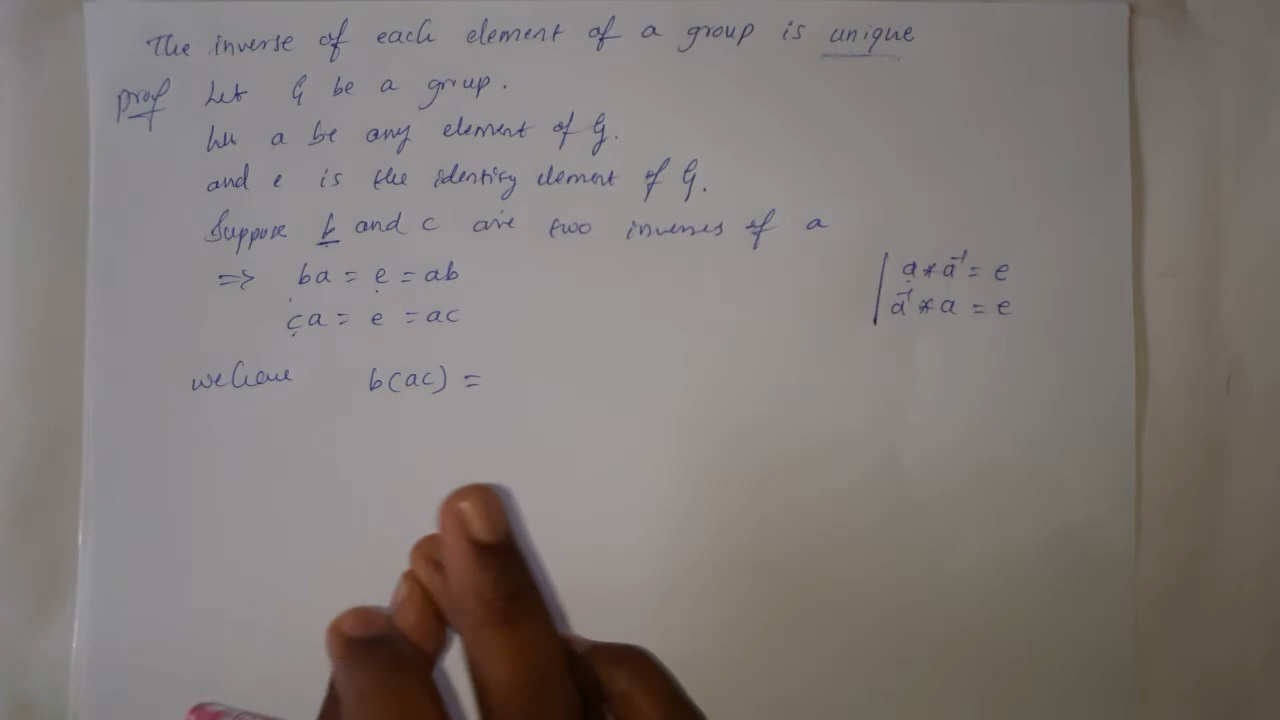 The inverse of each element of a group is unique
Proof Let G be a group.
Let a be any element of G.
and e is the identity element of G.
Suppose b and c are two inverses of a
=> ba = e = ab
ca = e = ac
a * a⁻¹ = e
a⁻¹ * a = e
we have b(ac) =